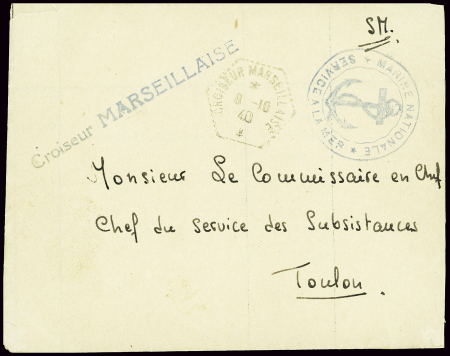 SM.
Croiseur MARSEILLAISE
CROISEUR MARSEILLAISE
8 -10
40
*
* MARINE NATIONALE * SERVICE A LA MER
Monsieur Le Commissaire en Chef
Chef du Service des Subsistances
Toulon.